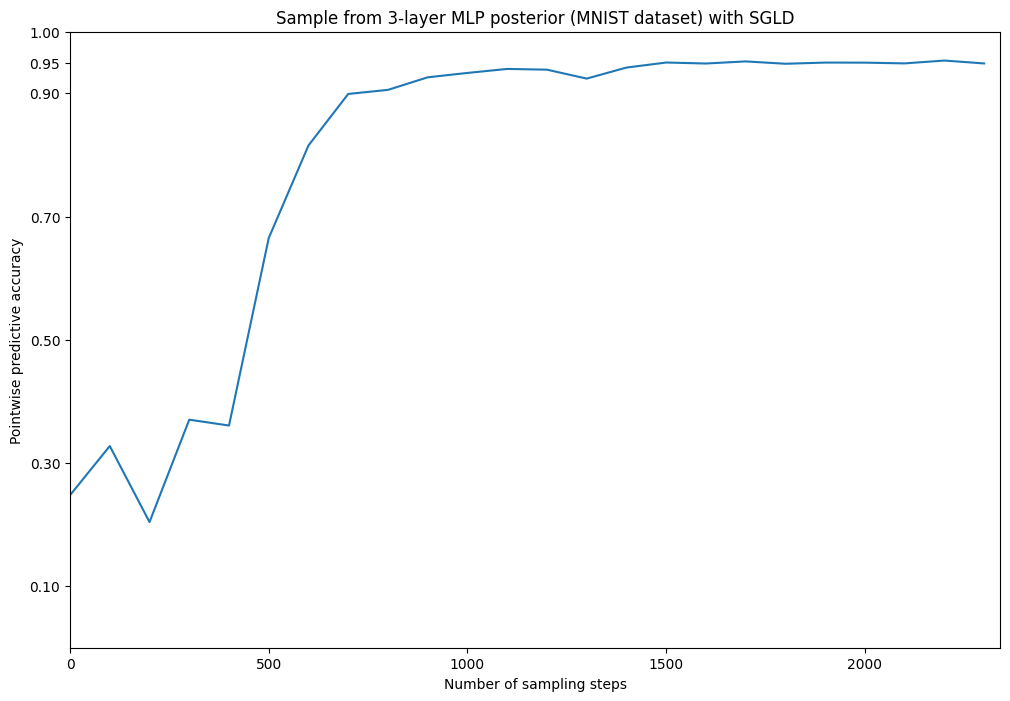 Sample from 3-layer MLP posterior (MNIST dataset) with SGLD
1.00
0.95
0.90
0.70
0.50
0.30
0.10
Pointwise predictive accuracy
0 500 1000 1500 2000
Number of sampling steps